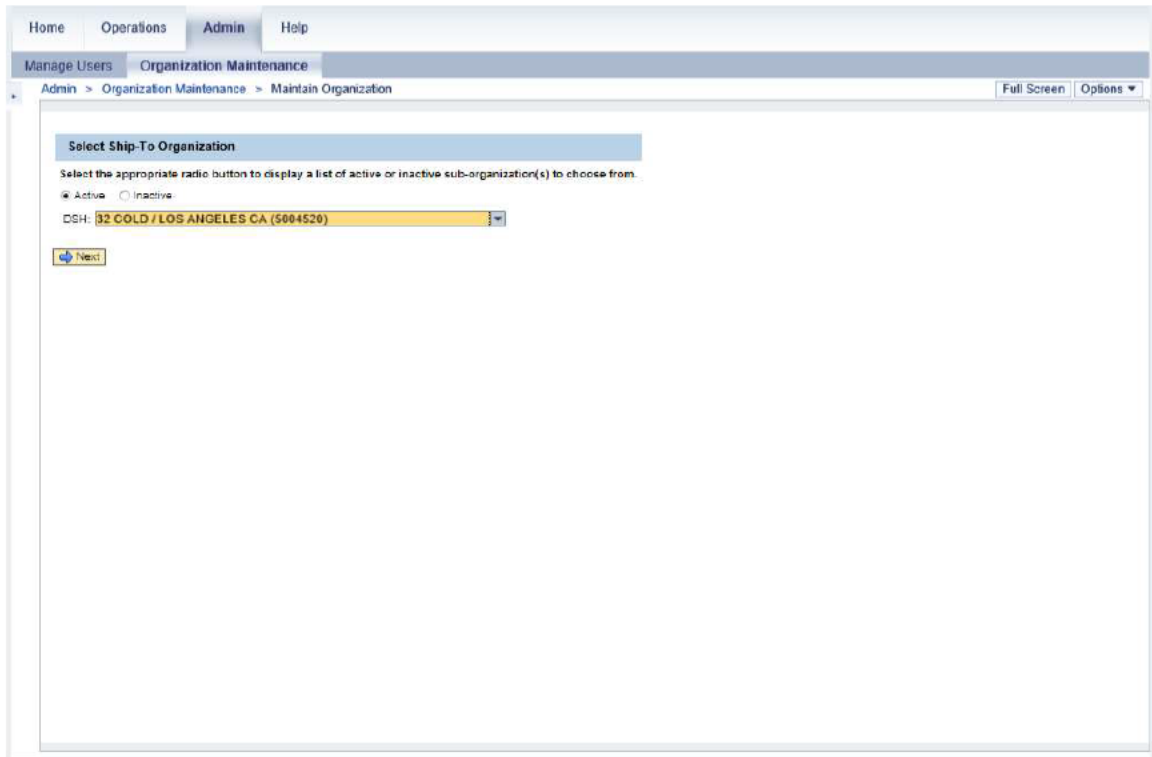 Home Operations Admin Help
Manage Users Organization Maintenance
Admin > Organization Maintenance > Maintain Organization Full Screen Options
Select Ship-To Organization
Select the appropriate radio button to display a list of active or inactive sub-organization(s) to choose from.
Active Inactive
DSH: 32 COLD / LOS ANGELES CA (5004520)
Next